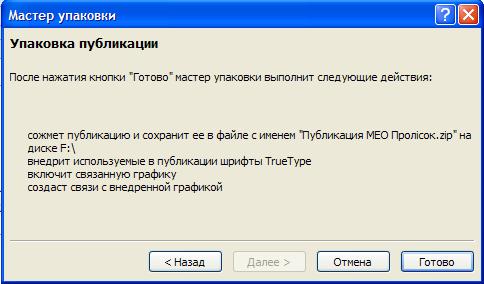 Мастер упаковки
Упаковка публикации
После нажатия кнопки "Готово" мастер упаковки выполнит следующие действия:
сожмет публикацию и сохранит ее в файле с именем "Публикация МЕО Пролісок.zip" на
диске F:\
внедрит используемые в публикации шрифты TrueType
включит связанную графику
создаст связи с внедренной графикой
< Назад
Далее >
Отмена
Готово